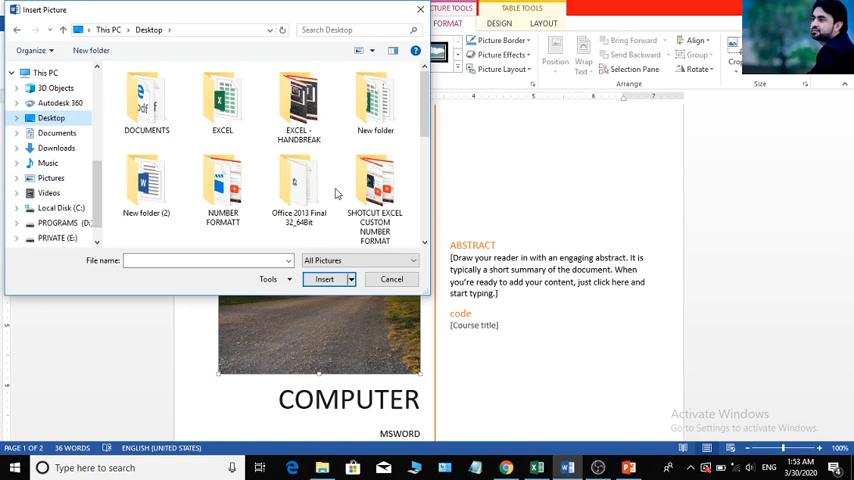 Insert Picture
This PC
Desktop
Search Desktop
Organize
New folder
This PC
3D Objects
Autodesk 360
Desktop
Documents
Downloads
Music
Pictures
Videos
Local Disk (C:)
PROGRAMS (D:)
PRIVATE (E:)
DOCUMENTS
EXCEL
EXCEL -
HANDBREAK
New folder
New folder (2)
NUMBER
FORMATT
Office 2013 Final
32_64Bit
SHOTCUT EXCEL
CUSTOM
NUMBER
FORMAT
File name:
All Pictures
Tools
Insert
Cancel
PICTURE TOOLS
TABLE TOOLS
FORMAT
DESIGN
LAYOUT
Picture Border
Picture Effects
Picture Layout
Position
Wrap
Text
Bring Forward
Send Backward
Selection Pane
Align
Group
Rotate
Crop
Arrange
Size
5
6
7
ABSTRACT
[Draw your reader in with an engaging abstract. It is
typically a short summary of the document. When
you're ready to add your content, just click here and
start typing.]
code
[Course title]
COMPUTER
MSWORD
Activate Windows
Go to Settings to activate Windows.
PAGE 1 OF 2
36 WORDS
ENGLISH (UNITED STATES)
100%
Type here to search
ENG
1:53 AM
3/30/2020